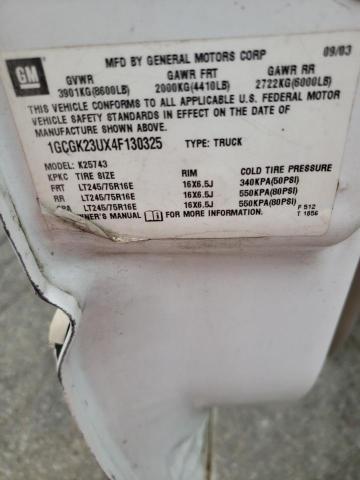 GM
MFD BY GENERAL MOTORS CORP 09/03
GVWR GAWR FRT GAWR RR
3901KG(8600LB) 2000KG(4410LB) 2722KG(6000LB)
THIS VEHICLE CONFORMS TO ALL APPLICABLE U.S. FEDERAL MOTOR
VEHICLE SAFETY STANDARDS IN EFFECT ON THE DATE OF
MANUFACTURE SHOWN ABOVE.
1GCGK23UX4F130325 TYPE: TRUCK
MODEL: K25743
KPKC TIRE SIZE RIM COLD TIRE PRESSURE
FRT LT245/75R16E 16X6.5J 340KPA(50PSI)
RR LT245/75R16E 16X6.5J 550KPA(80PSI)
SPA LT245/75R16E 16X6.5J 550KPA(80PSI) F 512
OWNER'S MANUAL FOR MORE INFORMATION. T 1856